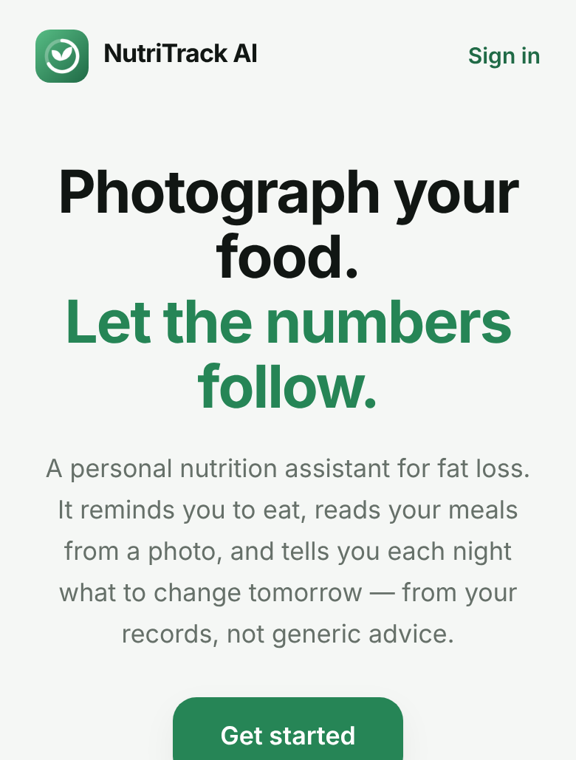 NutriTrack AI
Sign in
Photograph your
food.
Let the numbers
follow.
A personal nutrition assistant for fat loss.
It reminds you to eat, reads your meals
from a photo, and tells you each night
what to change tomorrow — from your
records, not generic advice.
Get started